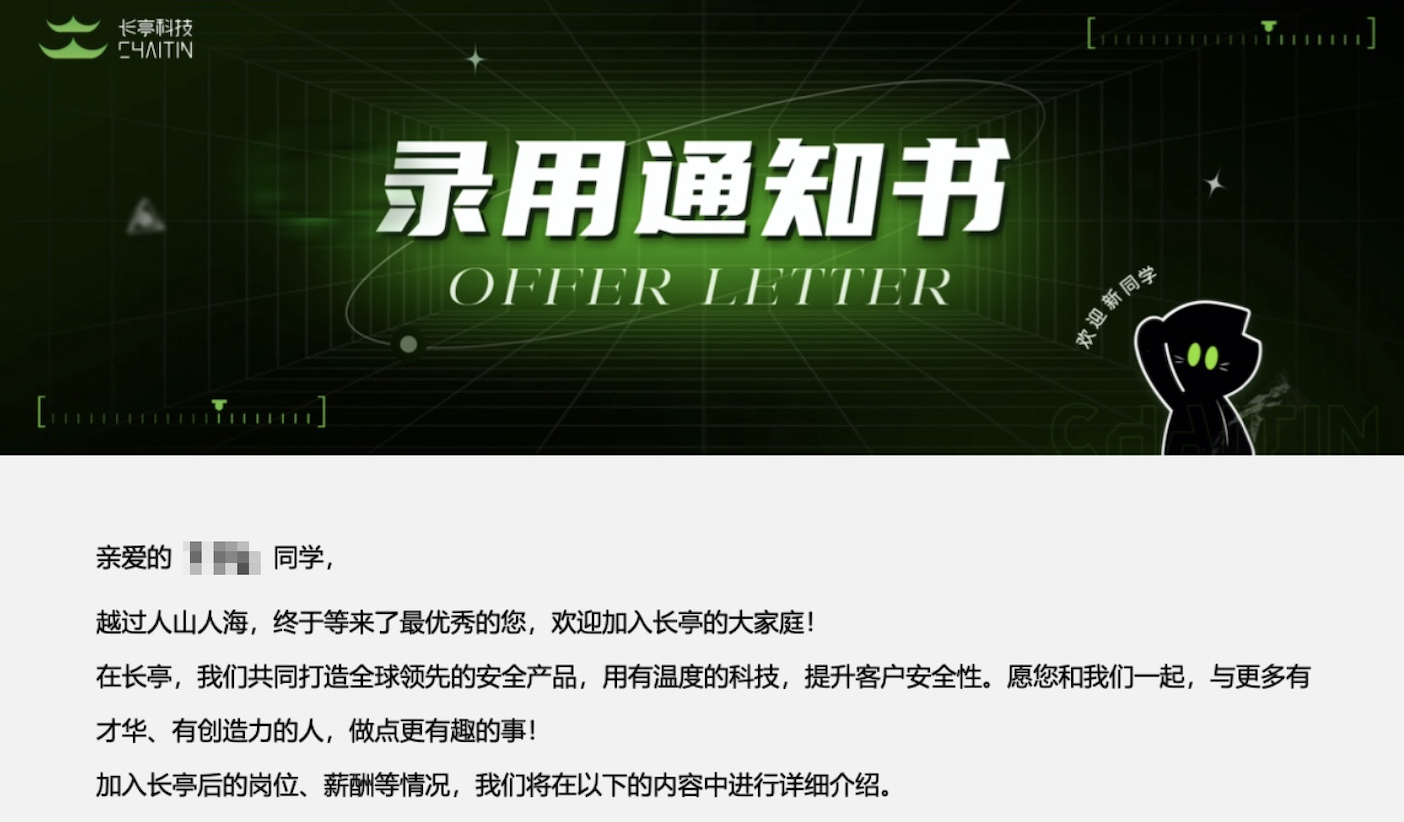 长亭科技
CHAITIN
录用通知书
OFFER LETTER
欢迎新同学
CHAITIN
亲爱的 同学，
越过人山人海，终于等来了最优秀的您，欢迎加入长亭的大家庭！
在长亭，我们共同打造全球领先的安全产品，用有温度的科技，提升客户安全性。愿您和我们一起，与更多有
才华、有创造力的人，做点更有趣的事！
加入长亭后的岗位、薪酬等情况，我们将在以下的内容中进行详细介绍。